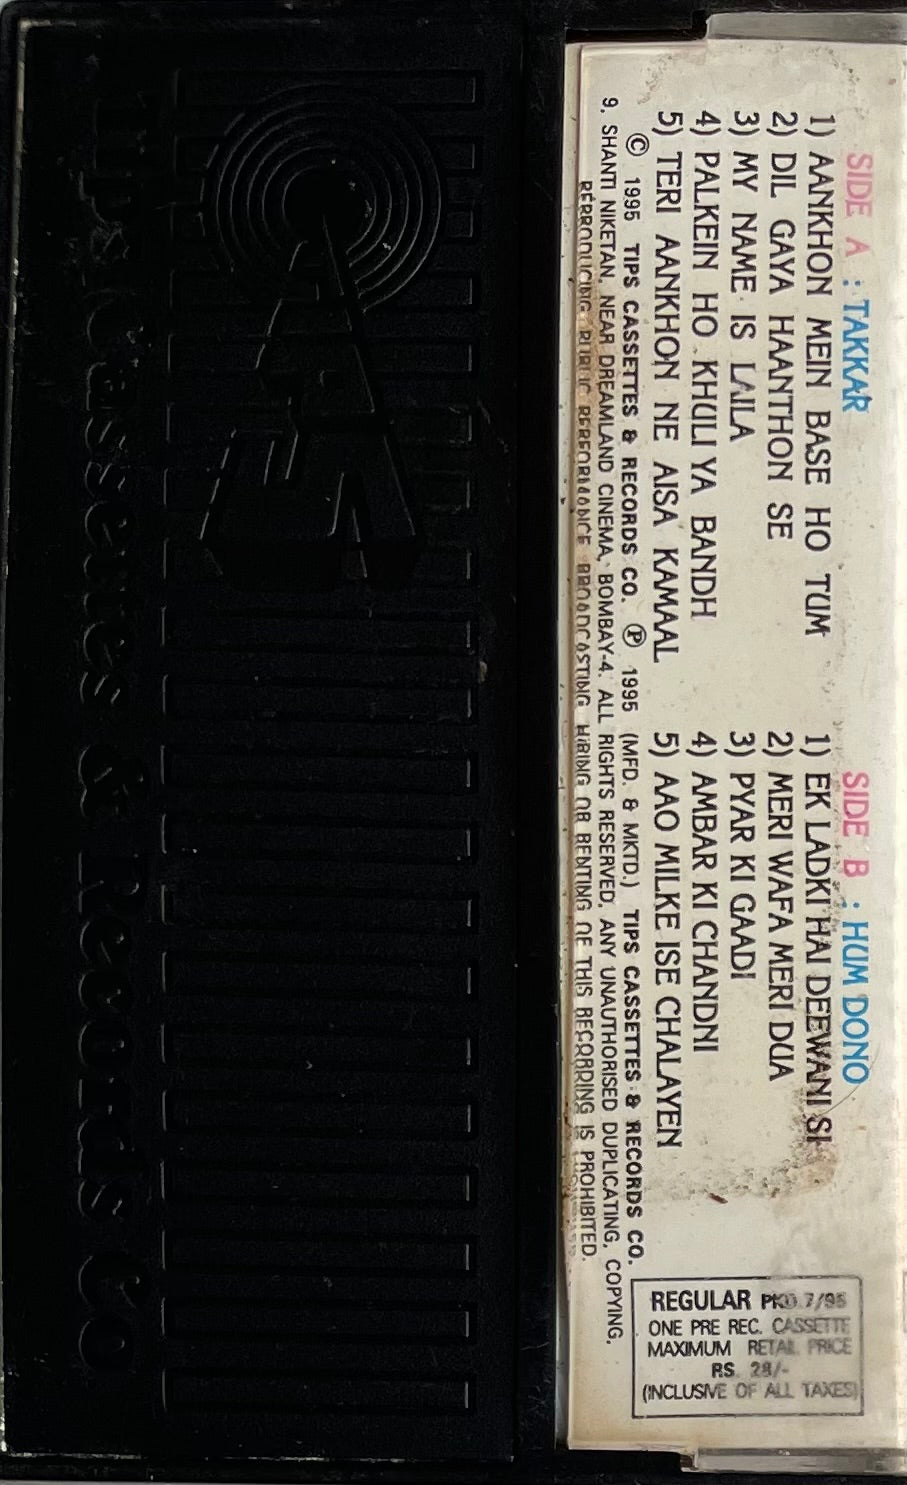 SIDE A : TAKKAR
1) AANKHON MEIN BASE HO TUM
2) DIL GAYA HAANTHON SE
3) MY NAME IS LAILA
4) PALKEIN HO KHULI YA BANDH
5) TERI AANKHON NE AISA KAMAAL
SIDE B : HUM DONO
1) EK LADKI HAI DEEWANI SI
2) MERI WAFA MERI DUA
3) PYAR KI GAADI
4) AMBAR KI CHANDNI
5) AAO MILKE ISE CHALAYEN
© 1995 TIPS CASSETTES & RECORDS CO. ℗ 1995 (MFD. & MKTD.) TIPS CASSETTES & RECORDS CO.
9, SHANTI NIKETAN, NEAR DREAMLAND CINEMA, BOMBAY-4. ALL RIGHTS RESERVED, ANY UNAUTHORISED DUPLICATING, COPYING,
REPRODUCING PUBLIC PERFORMANCE BROADCASTING HIRING OR RENTING OF THIS RECORDING IS PROHIBITED.
REGULAR PKD. 7/95
ONE PRE REC. CASSETTE
MAXIMUM RETAIL PRICE
RS. 28/-
(INCLUSIVE OF ALL TAXES)
TIPS Cassettes & Records Co